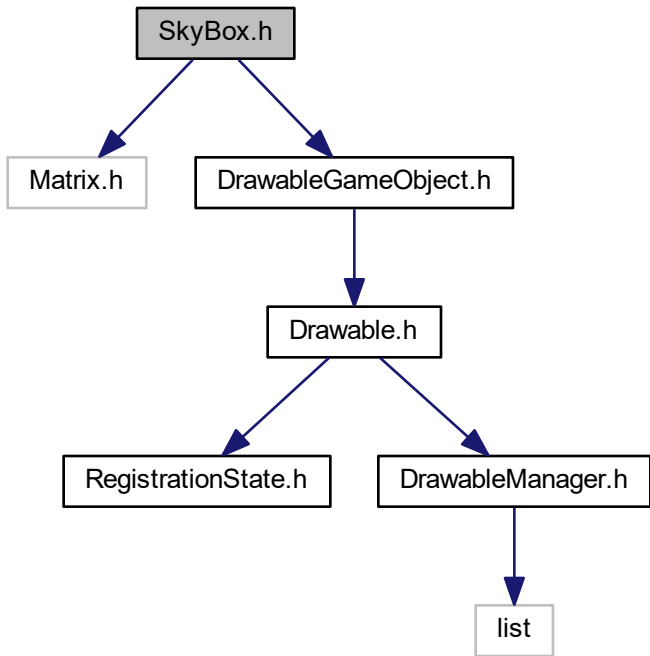 SkyBox.h
Matrix.h
DrawableGameObject.h
Drawable.h
RegistrationState.h
DrawableManager.h
list